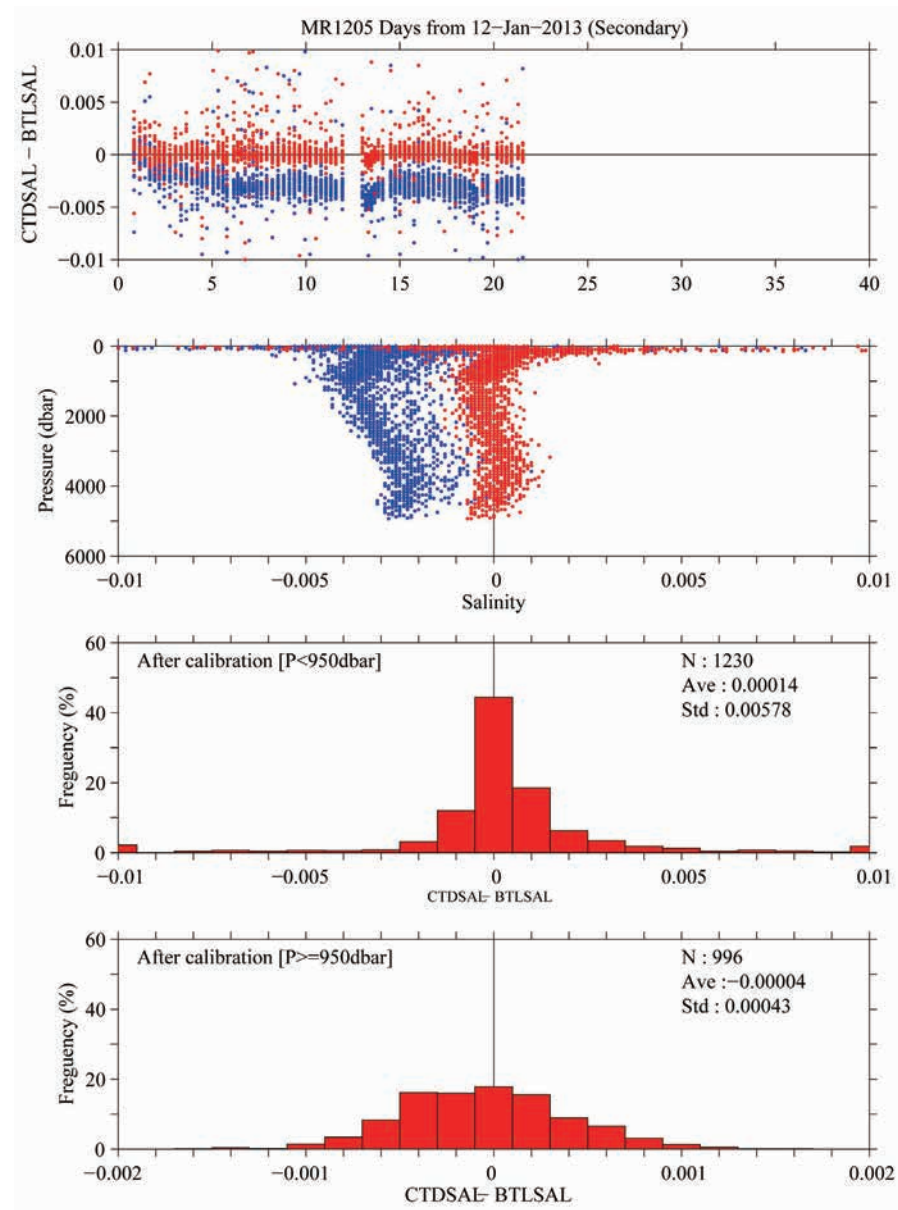 MR1205 Days from 12−Jan−2013 (Secondary)
CTDSAL − BTLSAL
0.01
0.005
0
−0.005
−0.01
0 5 10 15 20 25 30 35 40
Pressure (dbar)
0
2000
4000
6000
−0.01 −0.005 0 0.005 0.01
Salinity
After calibration [P<950dbar]
N : 1230
Ave : 0.00014
Std : 0.00578
Freguency (%)
60
40
20
0
−0.01 −0.005 0 0.005 0.01
CTDSAL− BTLSAL
After calibration [P>=950dbar]
N : 996
Ave :−0.00004
Std : 0.00043
Freguency (%)
60
40
20
0
−0.002 −0.001 0 0.001 0.002
CTDSAL− BTLSAL